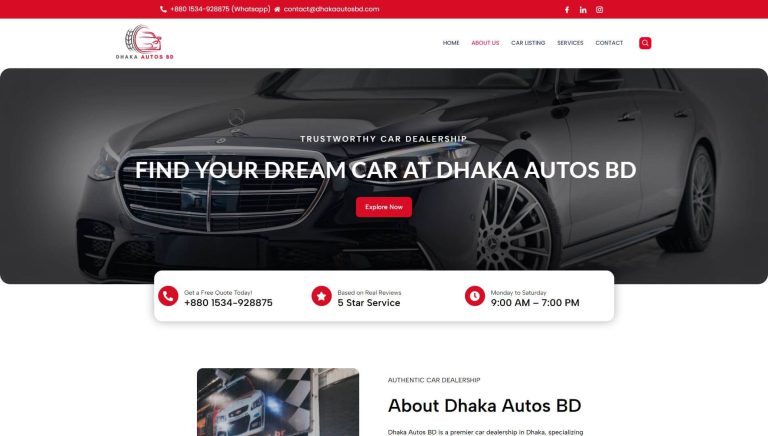 +880 1534-928875 (Whatsapp) contact@dhakaautosbd.com
DHAKA AUTOS BD
HOME ABOUT US CAR LISTING SERVICES CONTACT
TRUSTWORTHY CAR DEALERSHIP
FIND YOUR DREAM CAR AT DHAKA AUTOS BD
Explore Now
Get a Free Quote Today!
+880 1534-928875
Based on Real Reviews
5 Star Service
Monday to Saturday
9:00 AM – 7:00 PM
AUTHENTIC CAR DEALERSHIP
About Dhaka Autos BD
Dhaka Autos BD is a premier car dealership in Dhaka, specializing